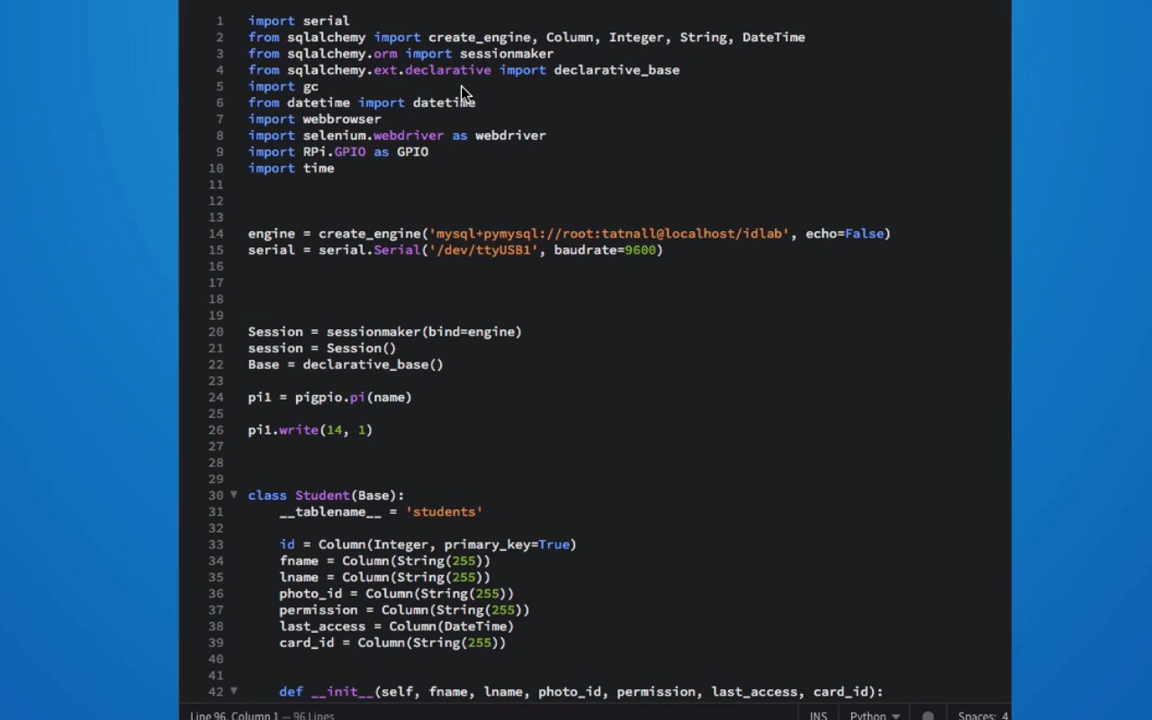 1 import serial
2 from sqlalchemy import create_engine, Column, Integer, String, DateTime
3 from sqlalchemy.orm import sessionmaker
4 from sqlalchemy.ext.declarative import declarative_base
5 import gc
6 from datetime import datetime
7 import webbrowser
8 import selenium.webdriver as webdriver
9 import RPi.GPIO as GPIO
10 import time
11
12
13
14 engine = create_engine('mysql+pymysql://root:tatnall@localhost/idlab', echo=False)
15 serial = serial.Serial('/dev/ttyUSB1', baudrate=9600)
16
17
18
19
20 Session = sessionmaker(bind=engine)
21 session = Session()
22 Base = declarative_base()
23
24 pi1 = pigpio.pi(name)
25
26 pi1.write(14, 1)
27
28
29
30 class Student(Base):
31 __tablename__ = 'students'
32
33 id = Column(Integer, primary_key=True)
34 fname = Column(String(255))
35 lname = Column(String(255))
36 photo_id = Column(String(255))
37 permission = Column(String(255))
38 last_access = Column(DateTime)
39 card_id = Column(String(255))
40
41
42 def __init__(self, fname, lname, photo_id, permission, last_access, card_id):
Line 96, Column 1 — 96 Lines INS Python Spaces: 4